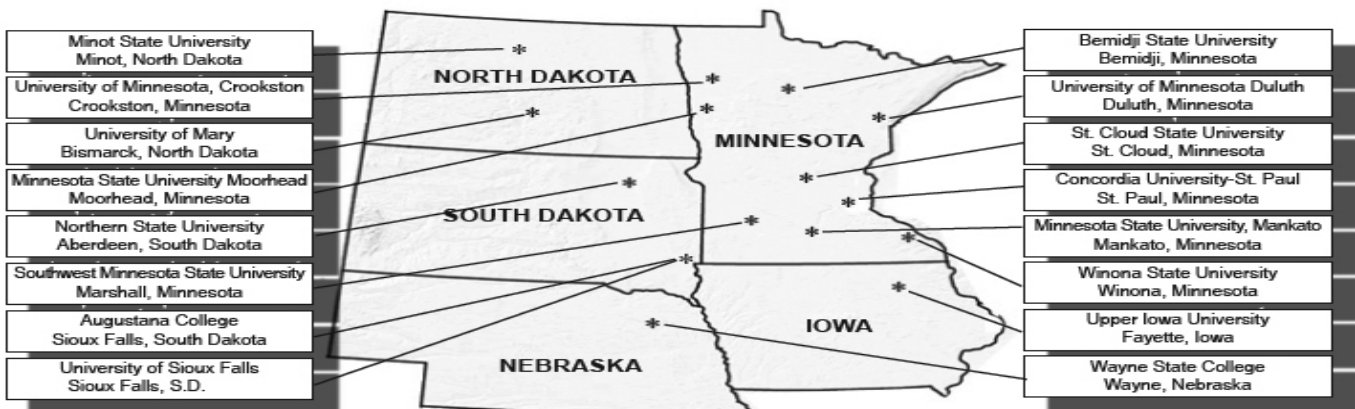 Minot State University
Minot, North Dakota
University of Minnesota, Crookston
Crookston, Minnesota
University of Mary
Bismarck, North Dakota
Minnesota State University Moorhead
Moorhead, Minnesota
Northern State University
Aberdeen, South Dakota
Southwest Minnesota State University
Marshall, Minnesota
Augustana College
Sioux Falls, South Dakota
University of Sioux Falls
Sioux Falls, S.D.
NORTH DAKOTA
MINNESOTA
SOUTH DAKOTA
IOWA
NEBRASKA
Bemidji State University
Bemidji, Minnesota
University of Minnesota Duluth
Duluth, Minnesota
St. Cloud State University
St. Cloud, Minnesota
Concordia University-St. Paul
St. Paul, Minnesota
Minnesota State University, Mankato
Mankato, Minnesota
Winona State University
Winona, Minnesota
Upper Iowa University
Fayette, Iowa
Wayne State College
Wayne, Nebraska